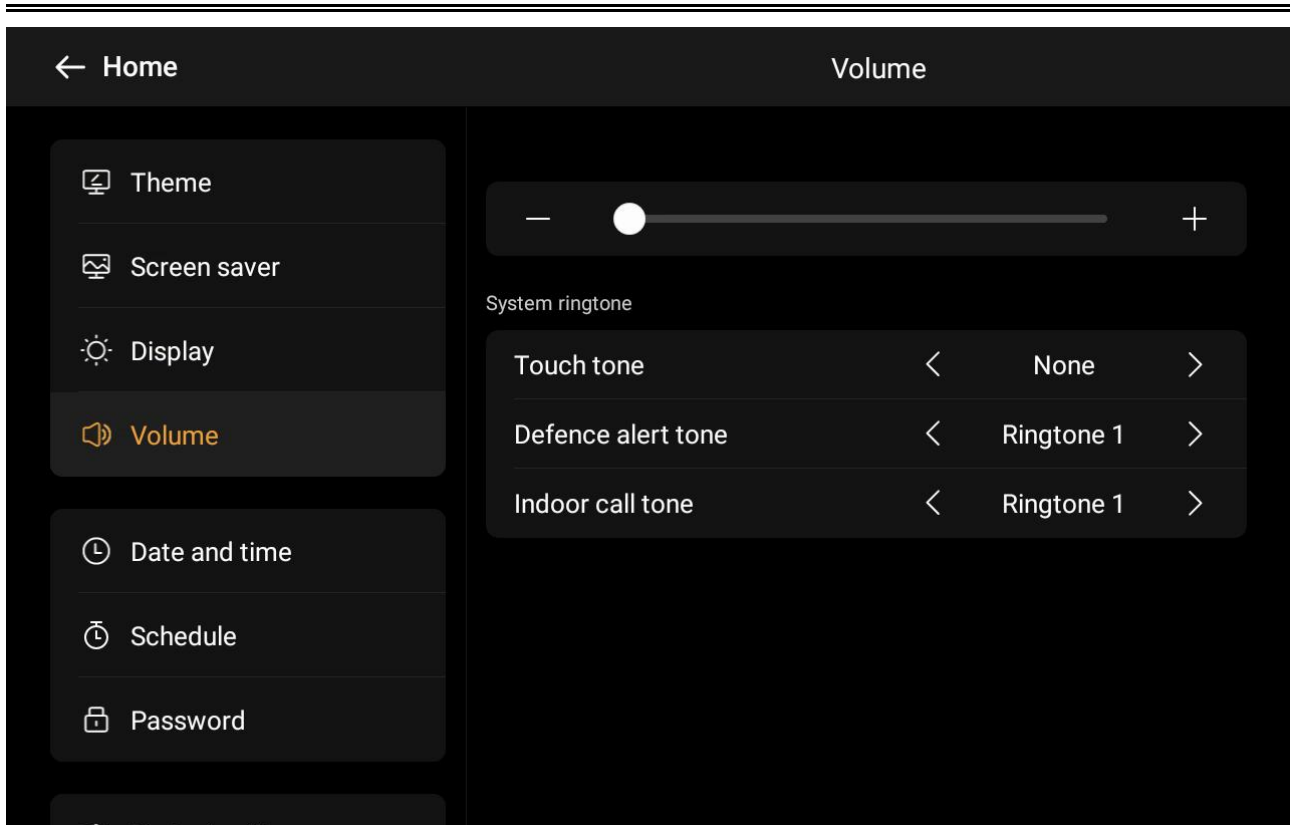 Home
Volume
Theme
Screen saver
Display
Volume
Date and time
Schedule
Password
System ringtone
Touch tone < None >
Defence alert tone < Ringtone 1 >
Indoor call tone < Ringtone 1 >